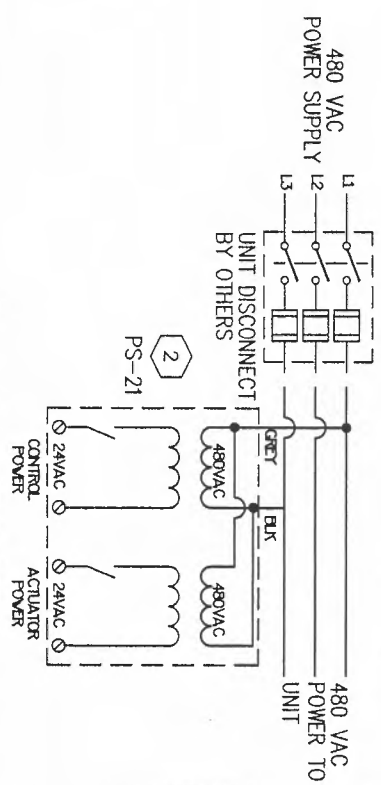 480 VAC
POWER SUPPLY
L1
L2
L3
UNIT DISCONNECT
BY OTHERS
480 VAC
POWER TO
UNIT
2
PS-21
GREY
BLK
480VAC
480VAC
24VAC
CONTROL
POWER
24VAC
ACTUATOR
POWER